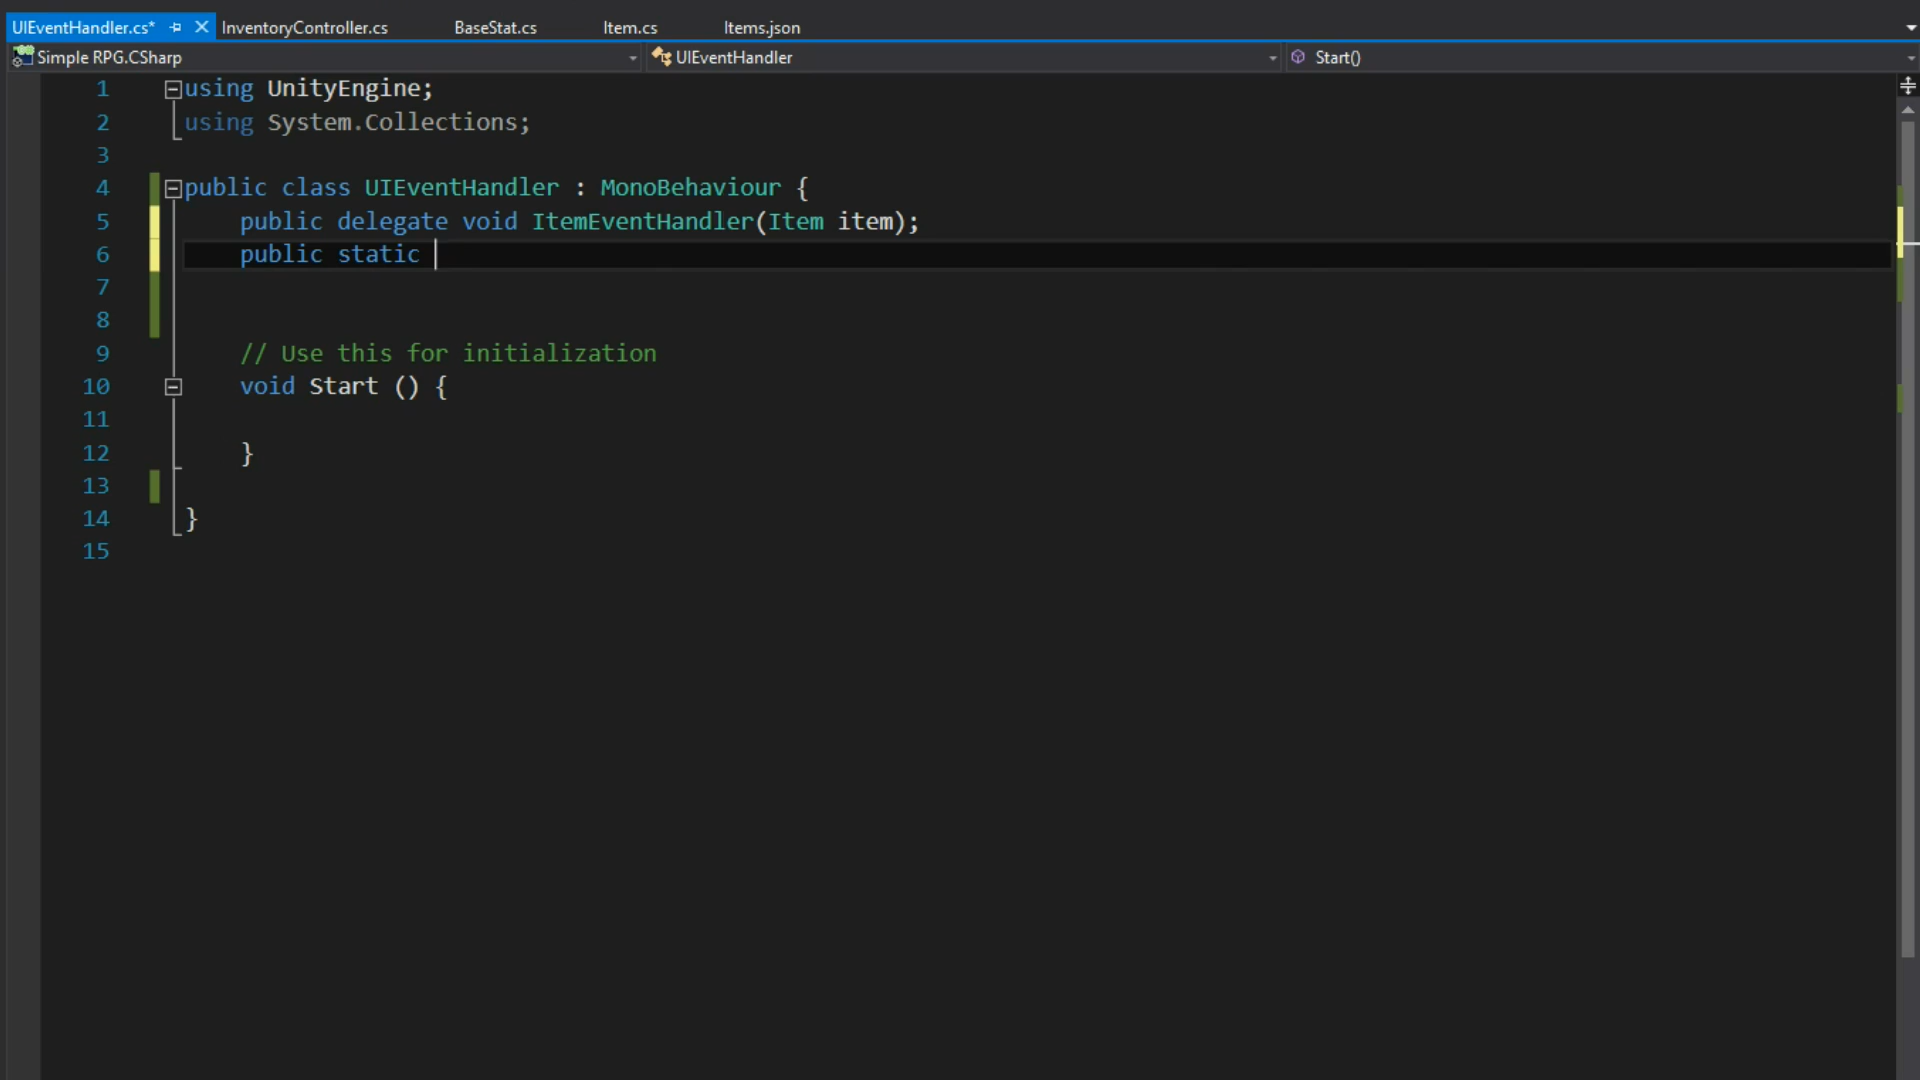 UIEventHandler.cs* InventoryController.cs BaseStat.cs Item.cs Items.json
Simple RPG.CSharp UIEventHandler Start()
1 using UnityEngine;
2 using System.Collections;
3
4 public class UIEventHandler : MonoBehaviour {
5 public delegate void ItemEventHandler(Item item);
6 public static
7
8
9 // Use this for initialization
10 void Start () {
11
12 }
13
14 }
15